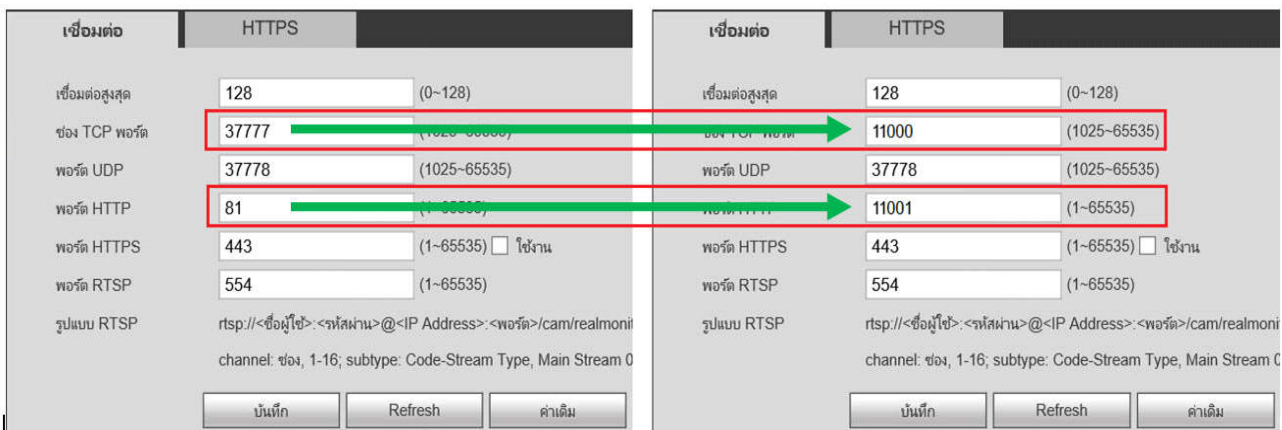 เชื่อมต่อ HTTPS
เชื่อมต่อสูงสุด 128 (0~128)
ช่อง TCP พอร์ต 37777
พอร์ต UDP 37778 (1025~65535)
พอร์ต HTTP 81
พอร์ต HTTPS 443 (1~65535) ใช้งาน
พอร์ต RTSP 554 (1~65535)
รูปแบบ RTSP rtsp://<ชื่อผู้ใช้>:<รหัสผ่าน>@<IP Address>:<พอร์ต>/cam/realmonit
channel: ช่อง, 1-16; subtype: Code-Stream Type, Main Stream 0
บันทึก Refresh ค่าเดิม
เชื่อมต่อ HTTPS
เชื่อมต่อสูงสุด 128 (0~128)
11000 (1025~65535)
พอร์ต UDP 37778 (1025~65535)
11001 (1~65535)
พอร์ต HTTPS 443 (1~65535) ใช้งาน
พอร์ต RTSP 554 (1~65535)
รูปแบบ RTSP rtsp://<ชื่อผู้ใช้>:<รหัสผ่าน>@<IP Address>:<พอร์ต>/cam/realmoni
channel: ช่อง, 1-16; subtype: Code-Stream Type, Main Stream 0
บันทึก Refresh ค่าเดิม